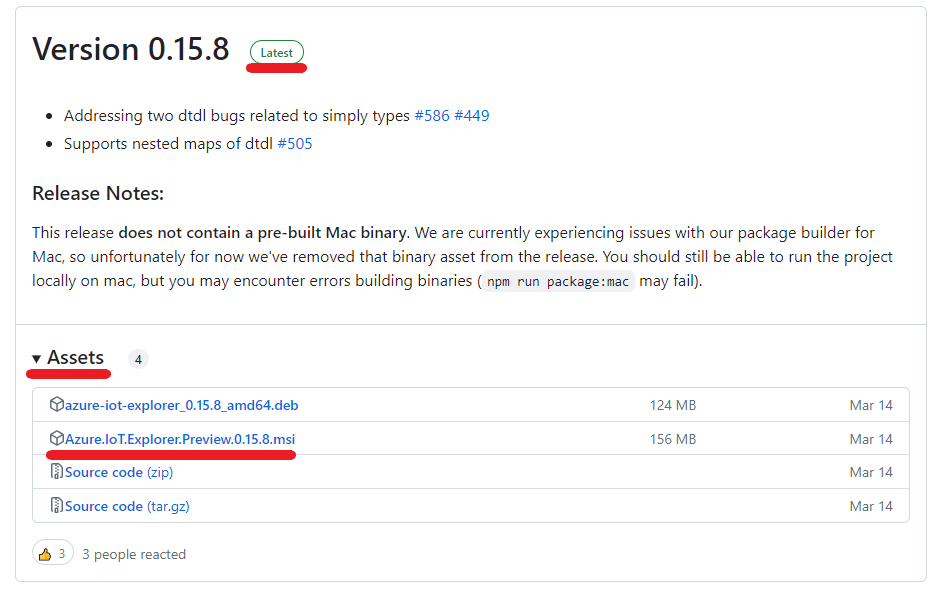 Version 0.15.8 Latest
Addressing two dtdl bugs related to simply types #586 #449
Supports nested maps of dtdl #505
Release Notes:
This release does not contain a pre-built Mac binary. We are currently experiencing issues with our package builder for
Mac, so unfortunately for now we've removed that binary asset from the release. You should still be able to run the project
locally on mac, but you may encounter errors building binaries ( npm run package:mac may fail).
Assets 4
azure-iot-explorer_0.15.8_amd64.deb 124 MB Mar 14
Azure.IoT.Explorer.Preview.0.15.8.msi 156 MB Mar 14
Source code (zip) Mar 14
Source code (tar.gz) Mar 14
3 3 people reacted